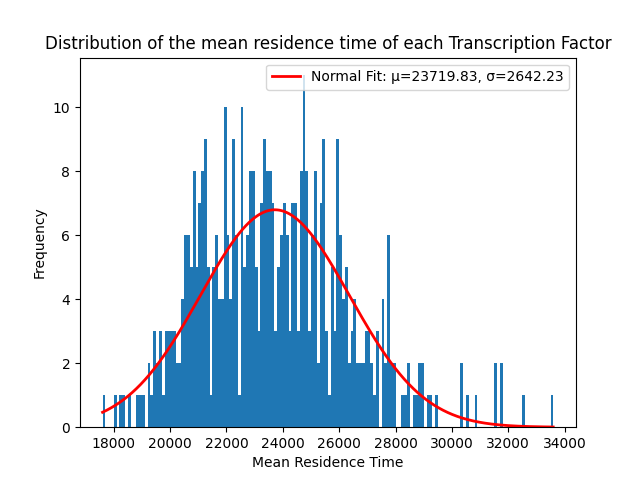 Distribution of the mean residence time of each Transcription Factor
Normal Fit: μ=23719.83, σ=2642.23
10
8
6
4
2
0
Frequency
18000 20000 22000 24000 26000 28000 30000 32000 34000
Mean Residence Time